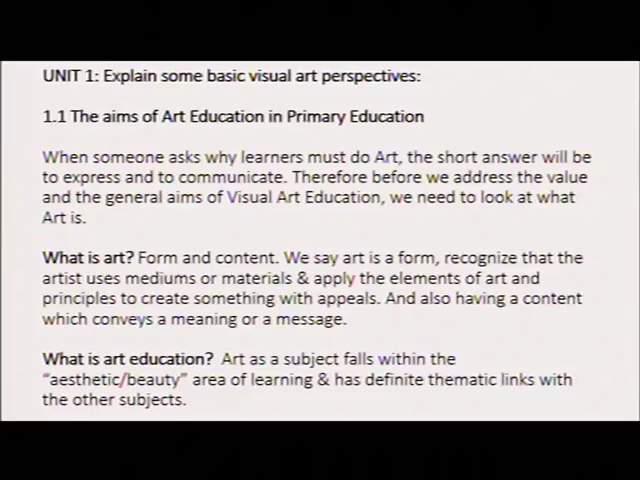 UNIT 1: Explain some basic visual art perspectives:
1.1 The aims of Art Education in Primary Education
When someone asks why learners must do Art, the short answer will be
to express and to communicate. Therefore before we address the value
and the general aims of Visual Art Education, we need to look at what
Art is.
What is art? Form and content. We say art is a form, recognize that the
artist uses mediums or materials & apply the elements of art and
principles to create something with appeals. And also having a content
which conveys a meaning or a message.
What is art education? Art as a subject falls within the
“aesthetic/beauty” area of learning & has definite thematic links with
the other subjects.